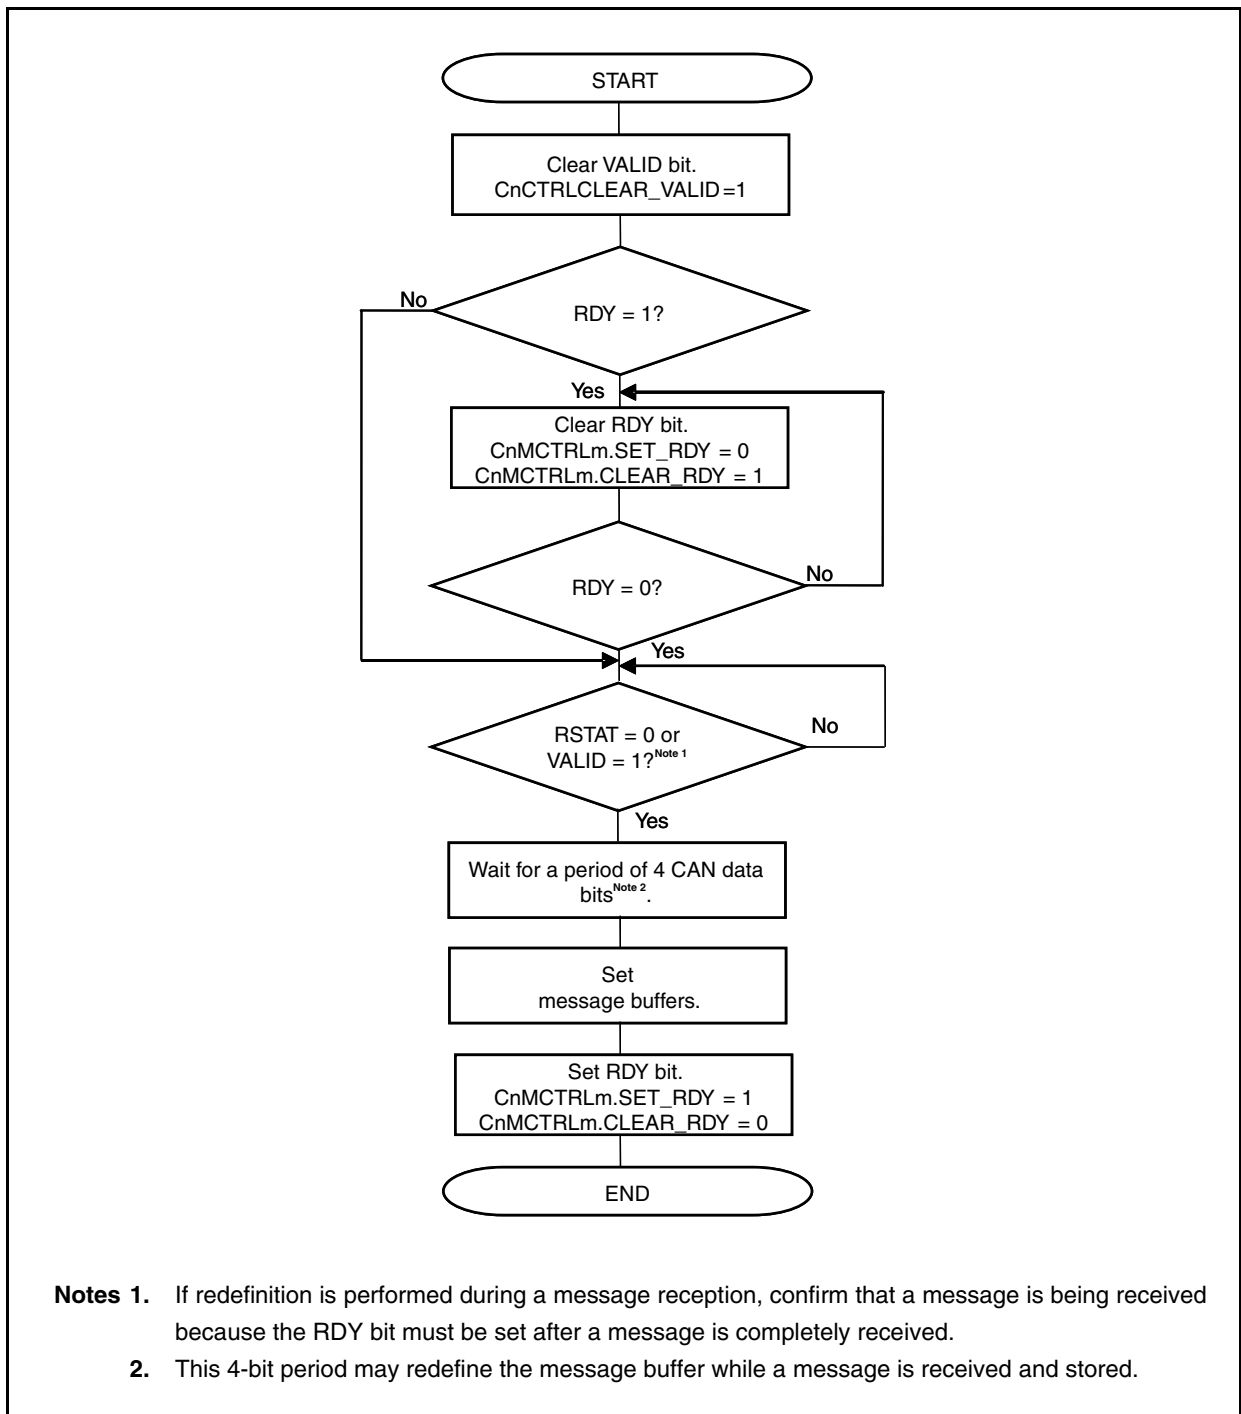 START
Clear VALID bit.
CnCTRLCLEAR_VALID=1
No
RDY = 1?
Yes
Clear RDY bit.
CnMCTRLm.SET_RDY = 0
CnMCTRLm.CLEAR_RDY = 1
RDY = 0?
No
Yes
RSTAT = 0 or
VALID = 1?Note 1
No
Yes
Wait for a period of 4 CAN data
bitsNote 2.
Set
message buffers.
Set RDY bit.
CnMCTRLm.SET_RDY = 1
CnMCTRLm.CLEAR_RDY = 0
END
Notes 1. If redefinition is performed during a message reception, confirm that a message is being received
because the RDY bit must be set after a message is completely received.
2. This 4-bit period may redefine the message buffer while a message is received and stored.